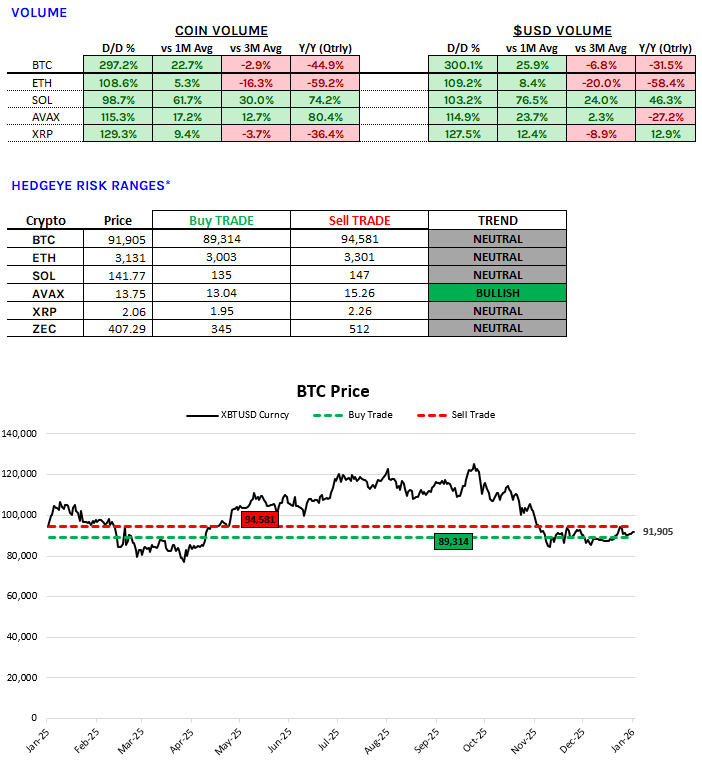 VOLUME
COIN VOLUME $USD VOLUME
D/D % vs 1M Avg vs 3M Avg Y/Y (Qtrly) D/D % vs 1M Avg vs 3M Avg Y/Y (Qtrly)
BTC 297.2% 22.7% -2.9% -44.9% 300.1% 25.9% -6.8% -31.5%
ETH 108.6% 5.3% -16.3% -59.2% 109.2% 8.4% -20.0% -58.4%
SOL 98.7% 61.7% 30.0% 74.2% 103.2% 76.5% 24.0% 46.3%
AVAX 115.3% 17.2% 12.7% 80.4% 114.9% 23.7% 2.3% -27.2%
XRP 129.3% 9.4% -3.7% -36.4% 127.5% 12.4% -8.9% 12.9%
HEDGEYE RISK RANGES*
Crypto Price Buy TRADE Sell TRADE TREND
BTC 91,905 89,314 94,581 NEUTRAL
ETH 3,131 3,003 3,301 NEUTRAL
SOL 141.77 135 147 NEUTRAL
AVAX 13.75 13.04 15.26 BULLISH
XRP 2.06 1.95 2.26 NEUTRAL
ZEC 407.29 345 512 NEUTRAL
BTC Price
XBTUSD Curncy Buy Trade Sell Trade
140,000
120,000
100,000
94,581
91,905
89,314
80,000
60,000
40,000
20,000
0
Jan-25 Feb-25 Mar-25 Apr-25 May-25 Jun-25 Jul-25 Aug-25 Sep-25 Oct-25 Nov-25 Dec-25 Jan-26